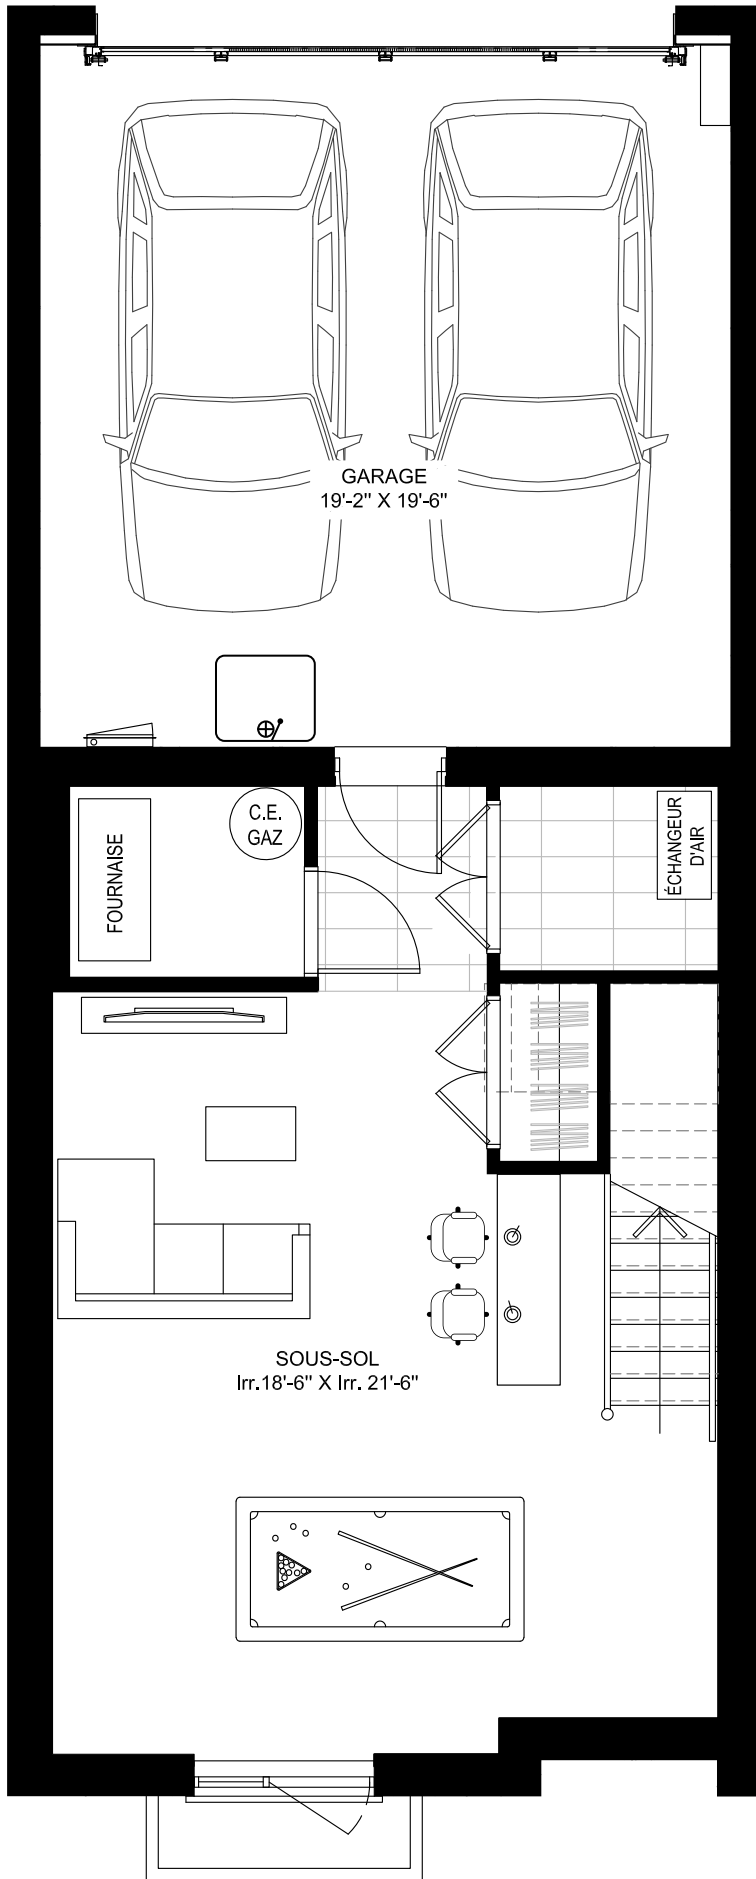 GARAGE
19'-2" X 19'-6"
FOURNAISE
C.E.
GAZ
ÉCHANGEUR
D'AIR
SOUS-SOL
Irr.18'-6" X Irr. 21'-6"